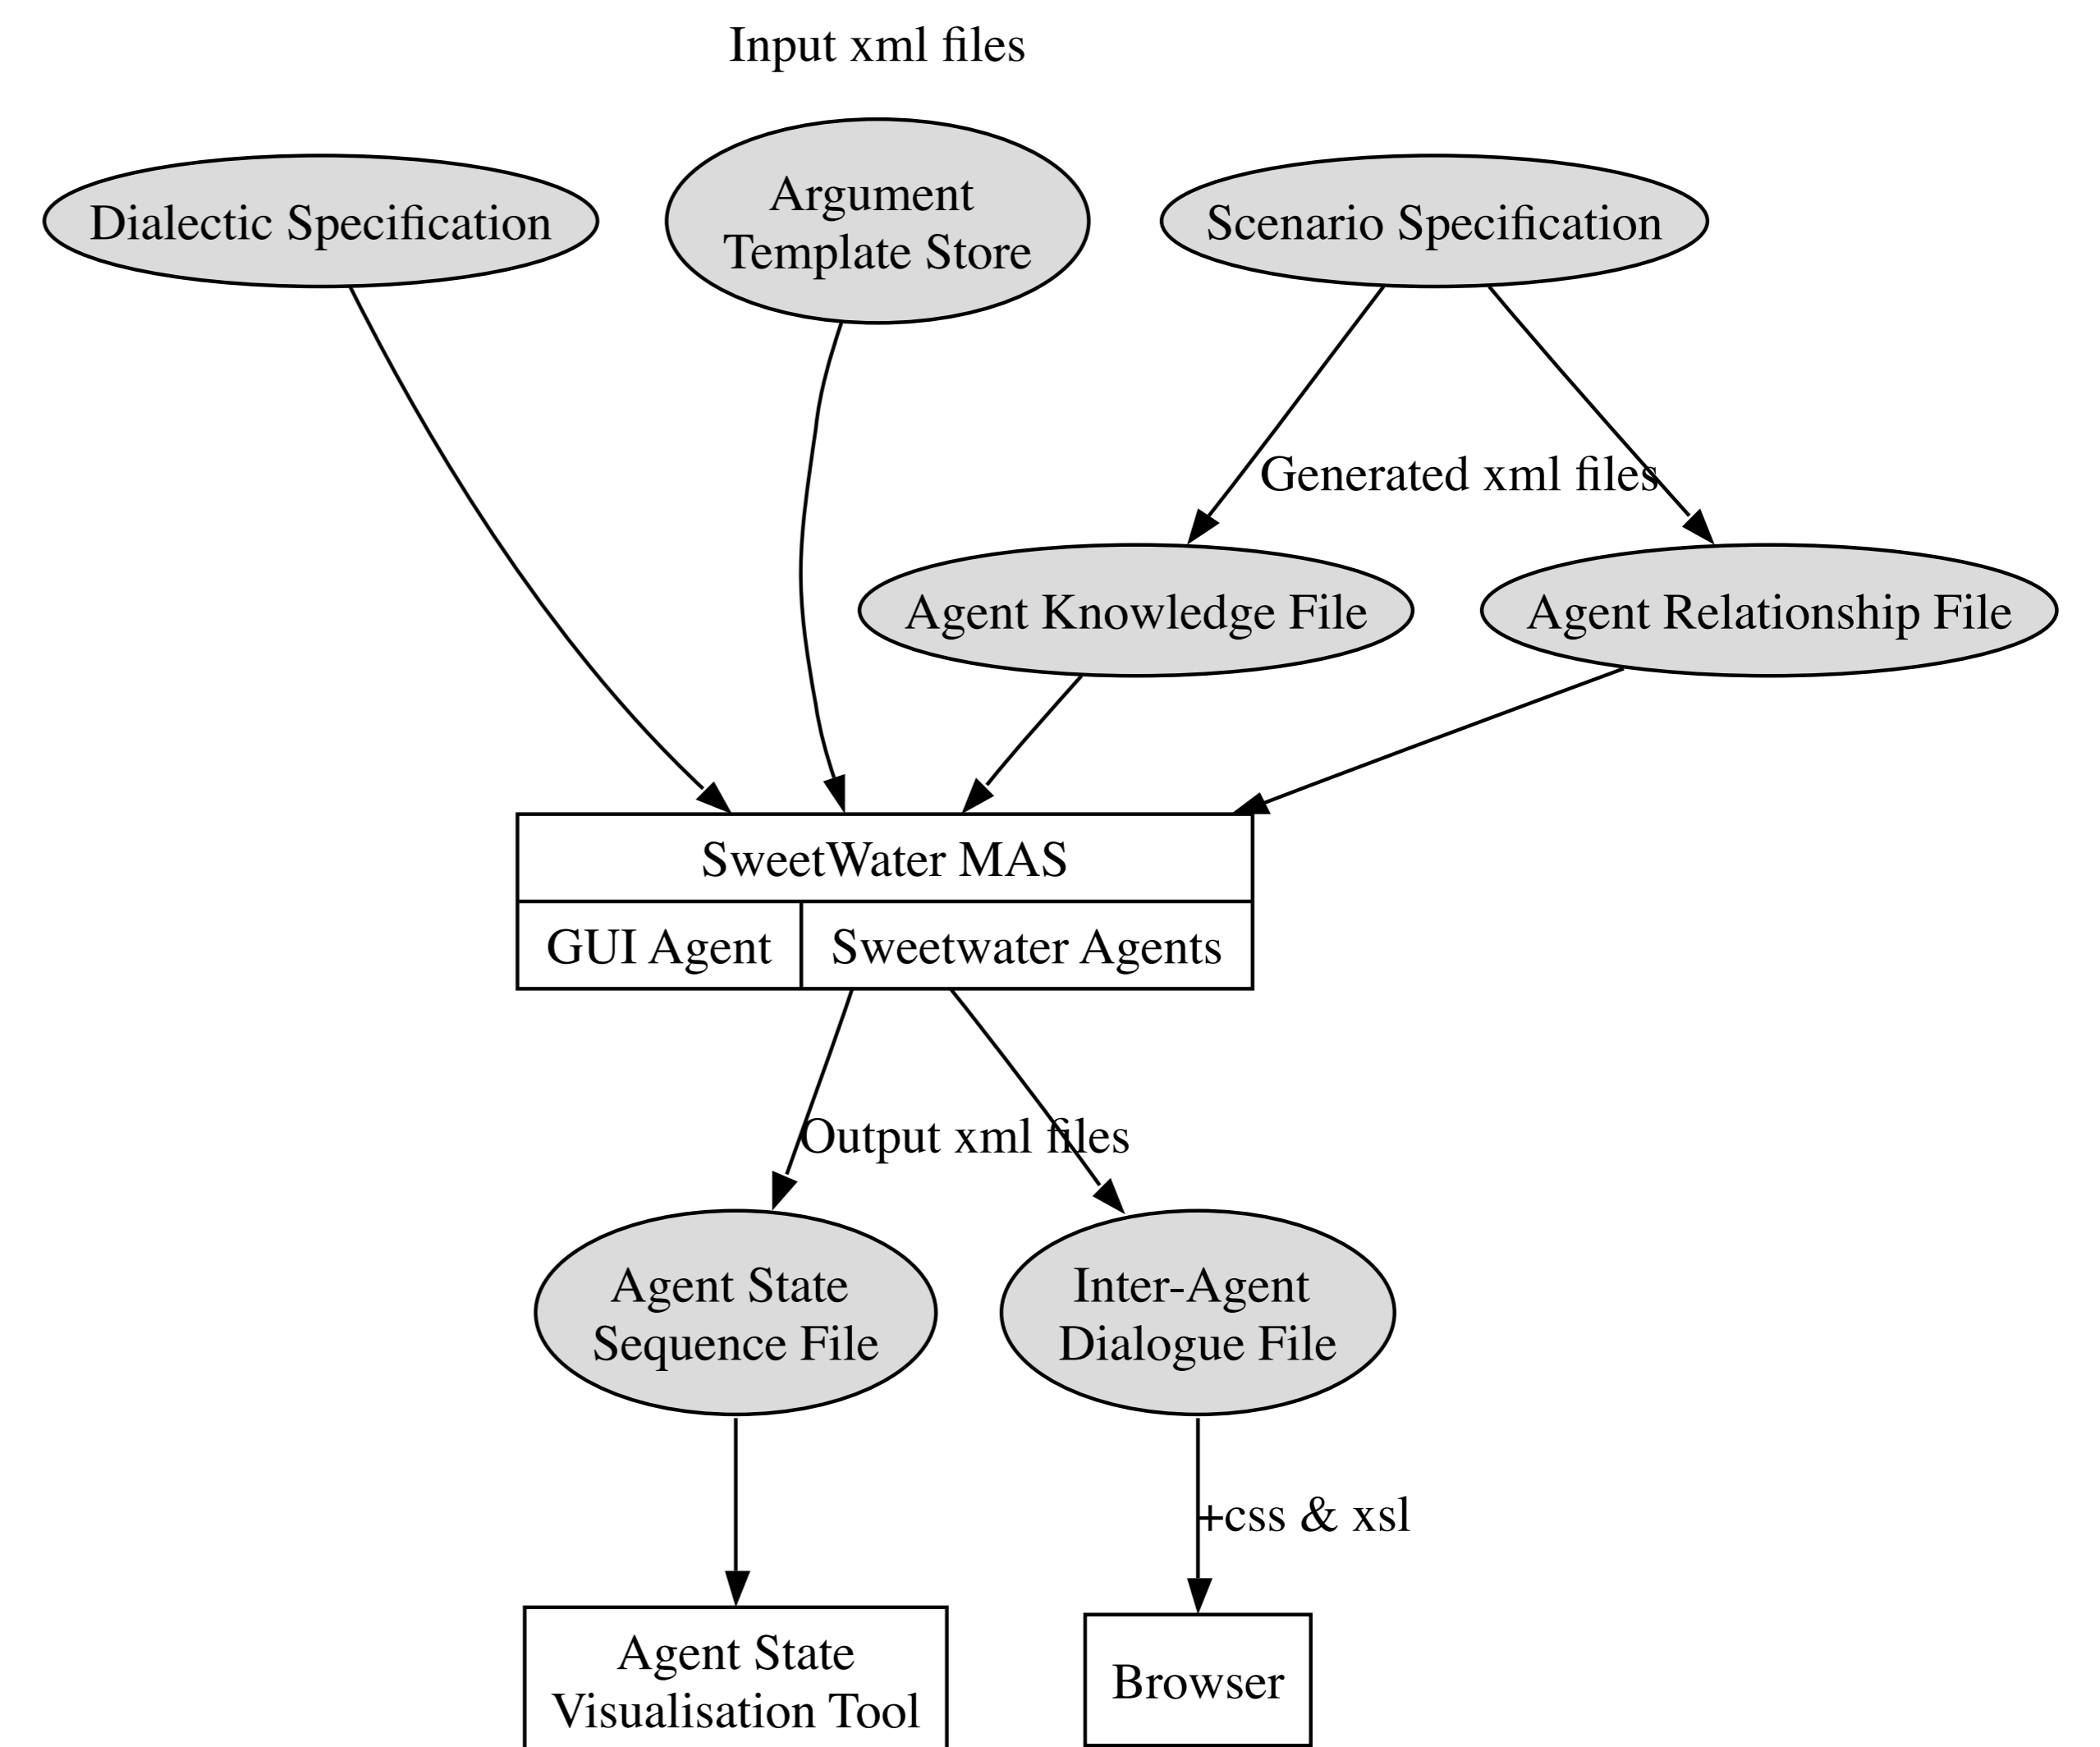 Input xml files
Dialectic Specification
Argument
Template Store
Scenario Specification
Generated xml files
Agent Knowledge File
Agent Relationship File
SweetWater MAS
GUI Agent
Sweetwater Agents
Output xml files
Agent State
Sequence File
Inter-Agent
Dialogue File
+css & xsl
Agent State
Visualisation Tool
Browser